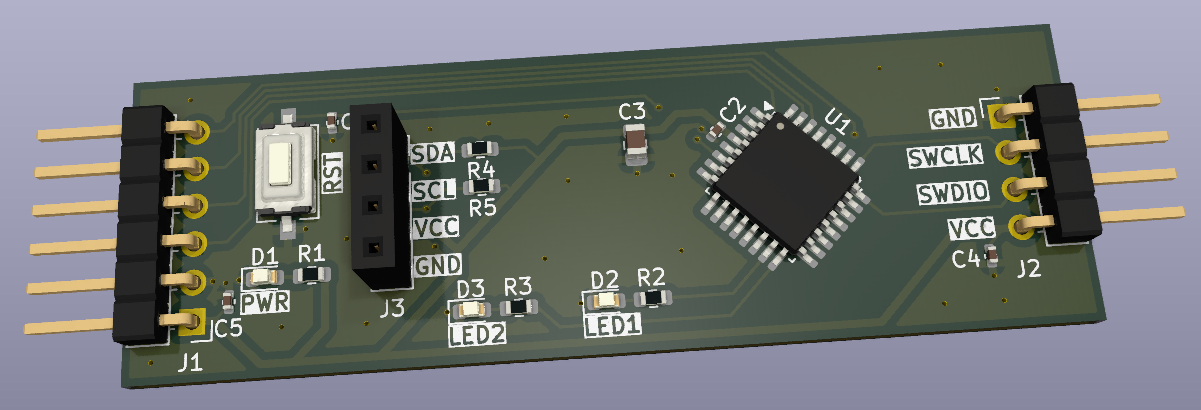 C2
U1
C3
GND
SWCLK
SWDIO
VCC
C4
J2
RST
SDA
R4
SCL
R5
VCC
GND
J3
D1
R1
PWR
C5
J1
D3
R3
LED2
D2
R2
LED1